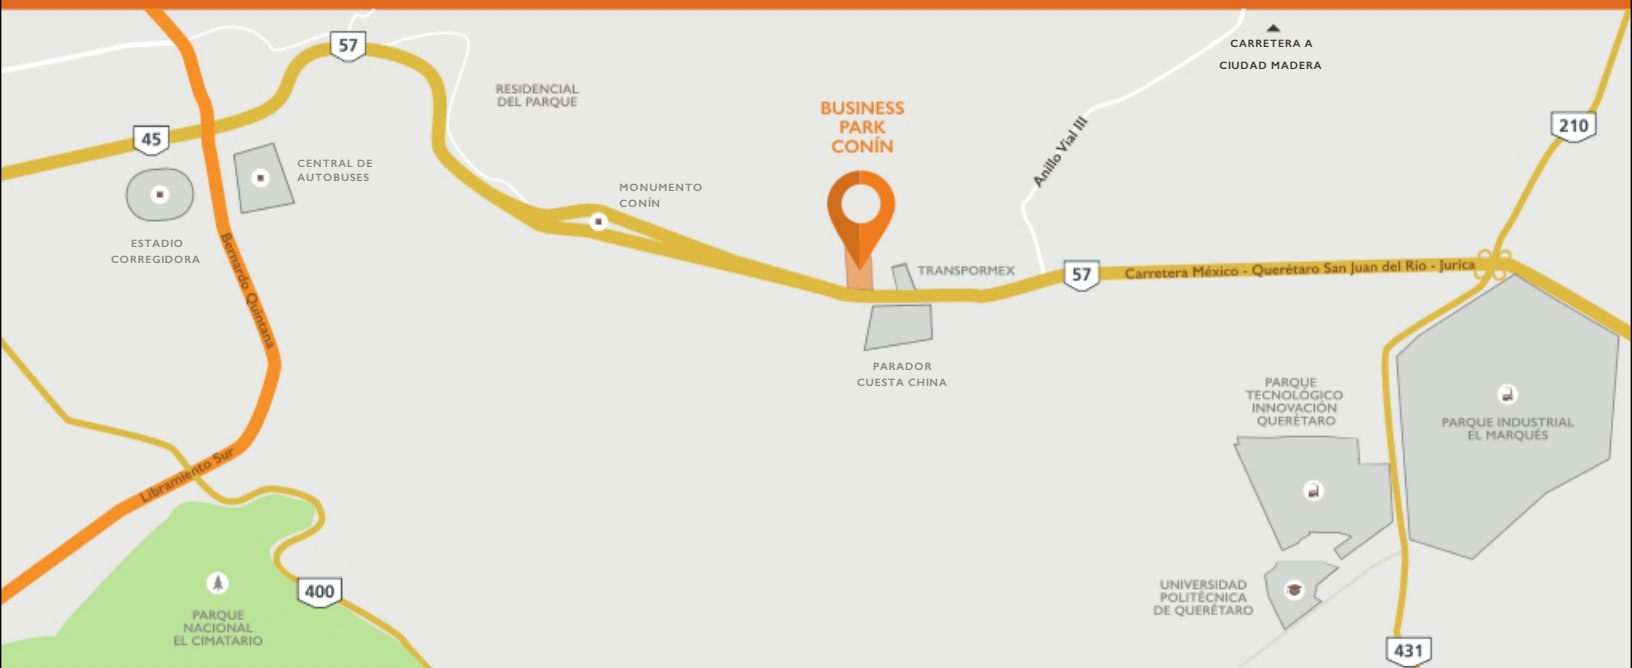 CARRETERA A
CIUDAD MADERA
57
RESIDENCIAL
DEL PARQUE
BUSINESS
PARK
CONÍN
210
45
Anillo Vial III
CENTRAL DE
AUTOBUSES
MONUMENTO
CONÍN
ESTADIO
CORREGIDORA
Bernardo Quintana
TRANSPORMEX
57
Carretera México - Querétaro San Juan del Río - Jurica
PARADOR
CUESTA CHINA
PARQUE
TECNOLÓGICO
INNOVACIÓN
QUERÉTARO
PARQUE INDUSTRIAL
EL MARQUÉS
Libramiento Sur
400
PARQUE
NACIONAL
EL CIMATARIO
UNIVERSIDAD
POLITÉCNICA
DE QUERÉTARO
431